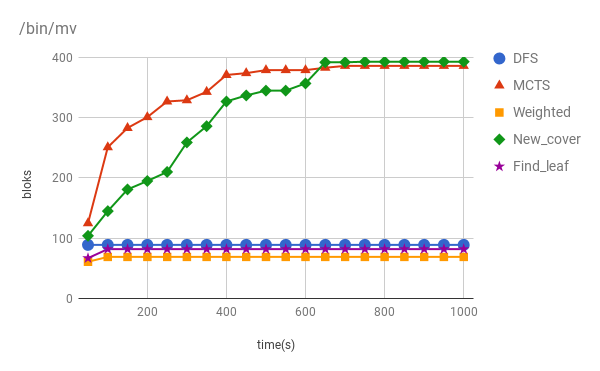 /bin/mv
400
300
200
100
0
bloks
200
400
600
800
1000
time(s)
DFS
MCTS
Weighted
New_cover
Find_leaf